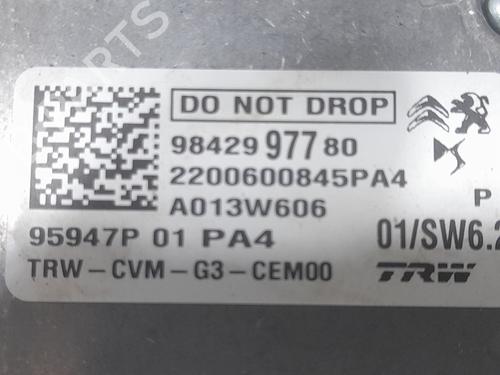 DO NOT DROP
98429 977 80
2200600845PA4
A013W606
P
95947P 01 PA4
01/SW6.2
TRW-CVM-G3-CEM00
TRW